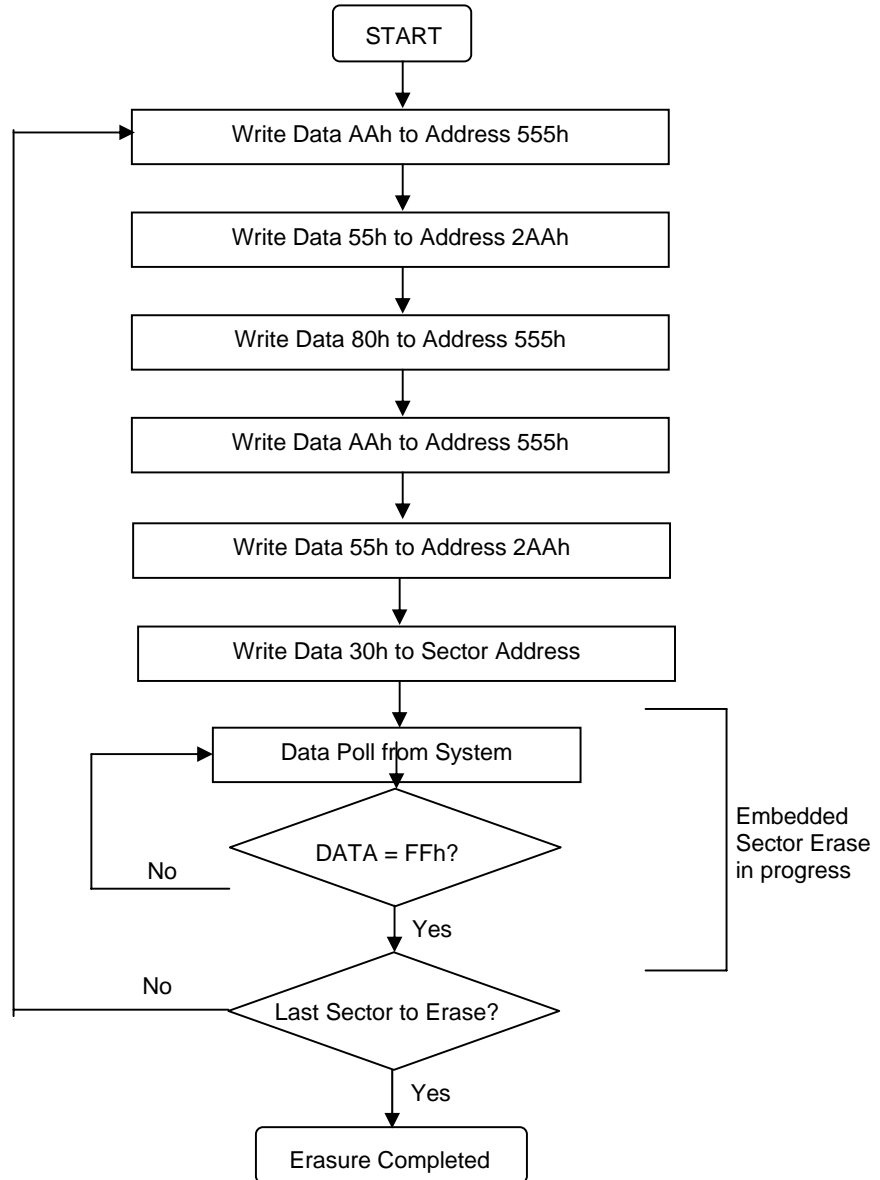 START
Write Data AAh to Address 555h
Write Data 55h to Address 2AAh
Write Data 80h to Address 555h
Write Data AAh to Address 555h
Write Data 55h to Address 2AAh
Write Data 30h to Sector Address
Data Poll from System
DATA = FFh?
No
Yes
Embedded
Sector Erase
in progress
No
Last Sector to Erase?
Yes
Erasure Completed